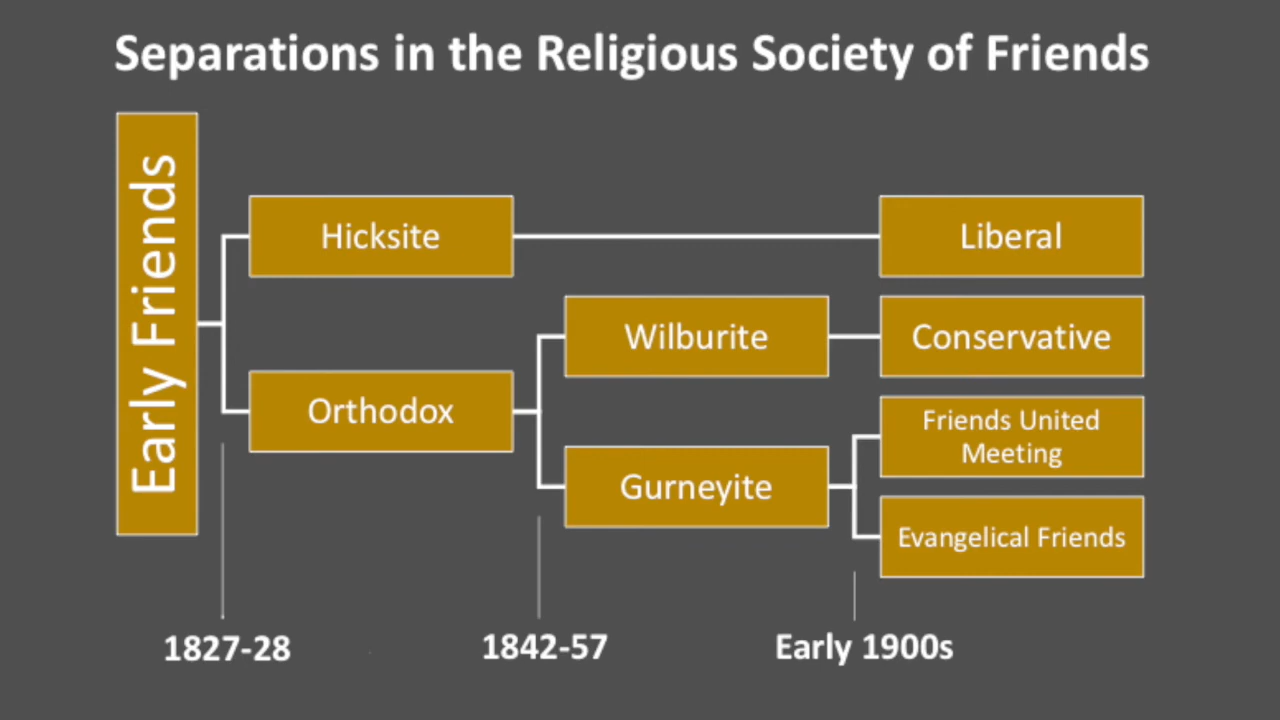 Separations in the Religious Society of Friends
Early Friends
Hicksite
Liberal
Wilburite
Conservative
Orthodox
Friends United
Meeting
Gurneyite
Evangelical Friends
1827-28
1842-57
Early 1900s